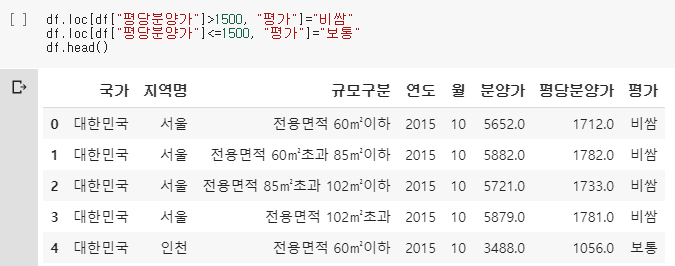 [ ] df.loc[df["평당분양가"]>1500, "평가"]="비쌈"
df.loc[df["평당분양가"]<=1500, "평가"]="보통"
df.head()
국가 지역명 규모구분 연도 월 분양가 평당분양가 평가
0 대한민국 서울 전용면적 60㎡이하 2015 10 5652.0 1712.0 비쌈
1 대한민국 서울 전용면적 60㎡초과 85㎡이하 2015 10 5882.0 1782.0 비쌈
2 대한민국 서울 전용면적 85㎡초과 102㎡이하 2015 10 5721.0 1733.0 비쌈
3 대한민국 서울 전용면적 102㎡초과 2015 10 5879.0 1781.0 비쌈
4 대한민국 인천 전용면적 60㎡이하 2015 10 3488.0 1056.0 보통